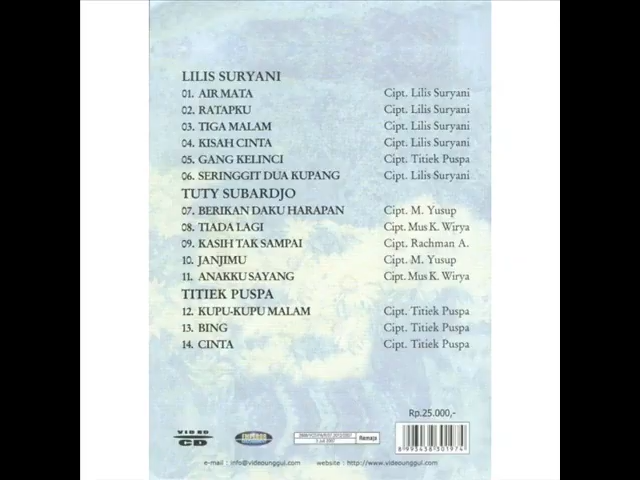 LILIS SURYANI
01. AIR MATA Cipt. Lilis Suryani
02. RATAPKU Cipt. Lilis Suryani
03. TIGA MALAM Cipt. Lilis Suryani
04. KISAH CINTA Cipt. Lilis Suryani
05. GANG KELINCI Cipt. Titiek Puspa
06. SERINGGIT DUA KUPANG Cipt. Lilis Suryani
TUTY SUBARDJO
07. BERIKAN DAKU HARAPAN Cipt. M. Yusup
08. TIADA LAGI Cipt. Mus K. Wirya
09. KASIH TAK SAMPAI Cipt. Rachman A.
10. JANJIMU Cipt. M. Yusup
11. ANAKKU SAYANG Cipt. Mus K. Wirya
TITIEK PUSPA
12. KUPU-KUPU MALAM Cipt. Titiek Puspa
13. BING Cipt. Titiek Puspa
14. CINTA Cipt. Titiek Puspa
Rp.25.000,-
VIDEO
CD
Remaja
8 993438 301974
e-mail : info@videounggul.com website : http://www.videounggul.com